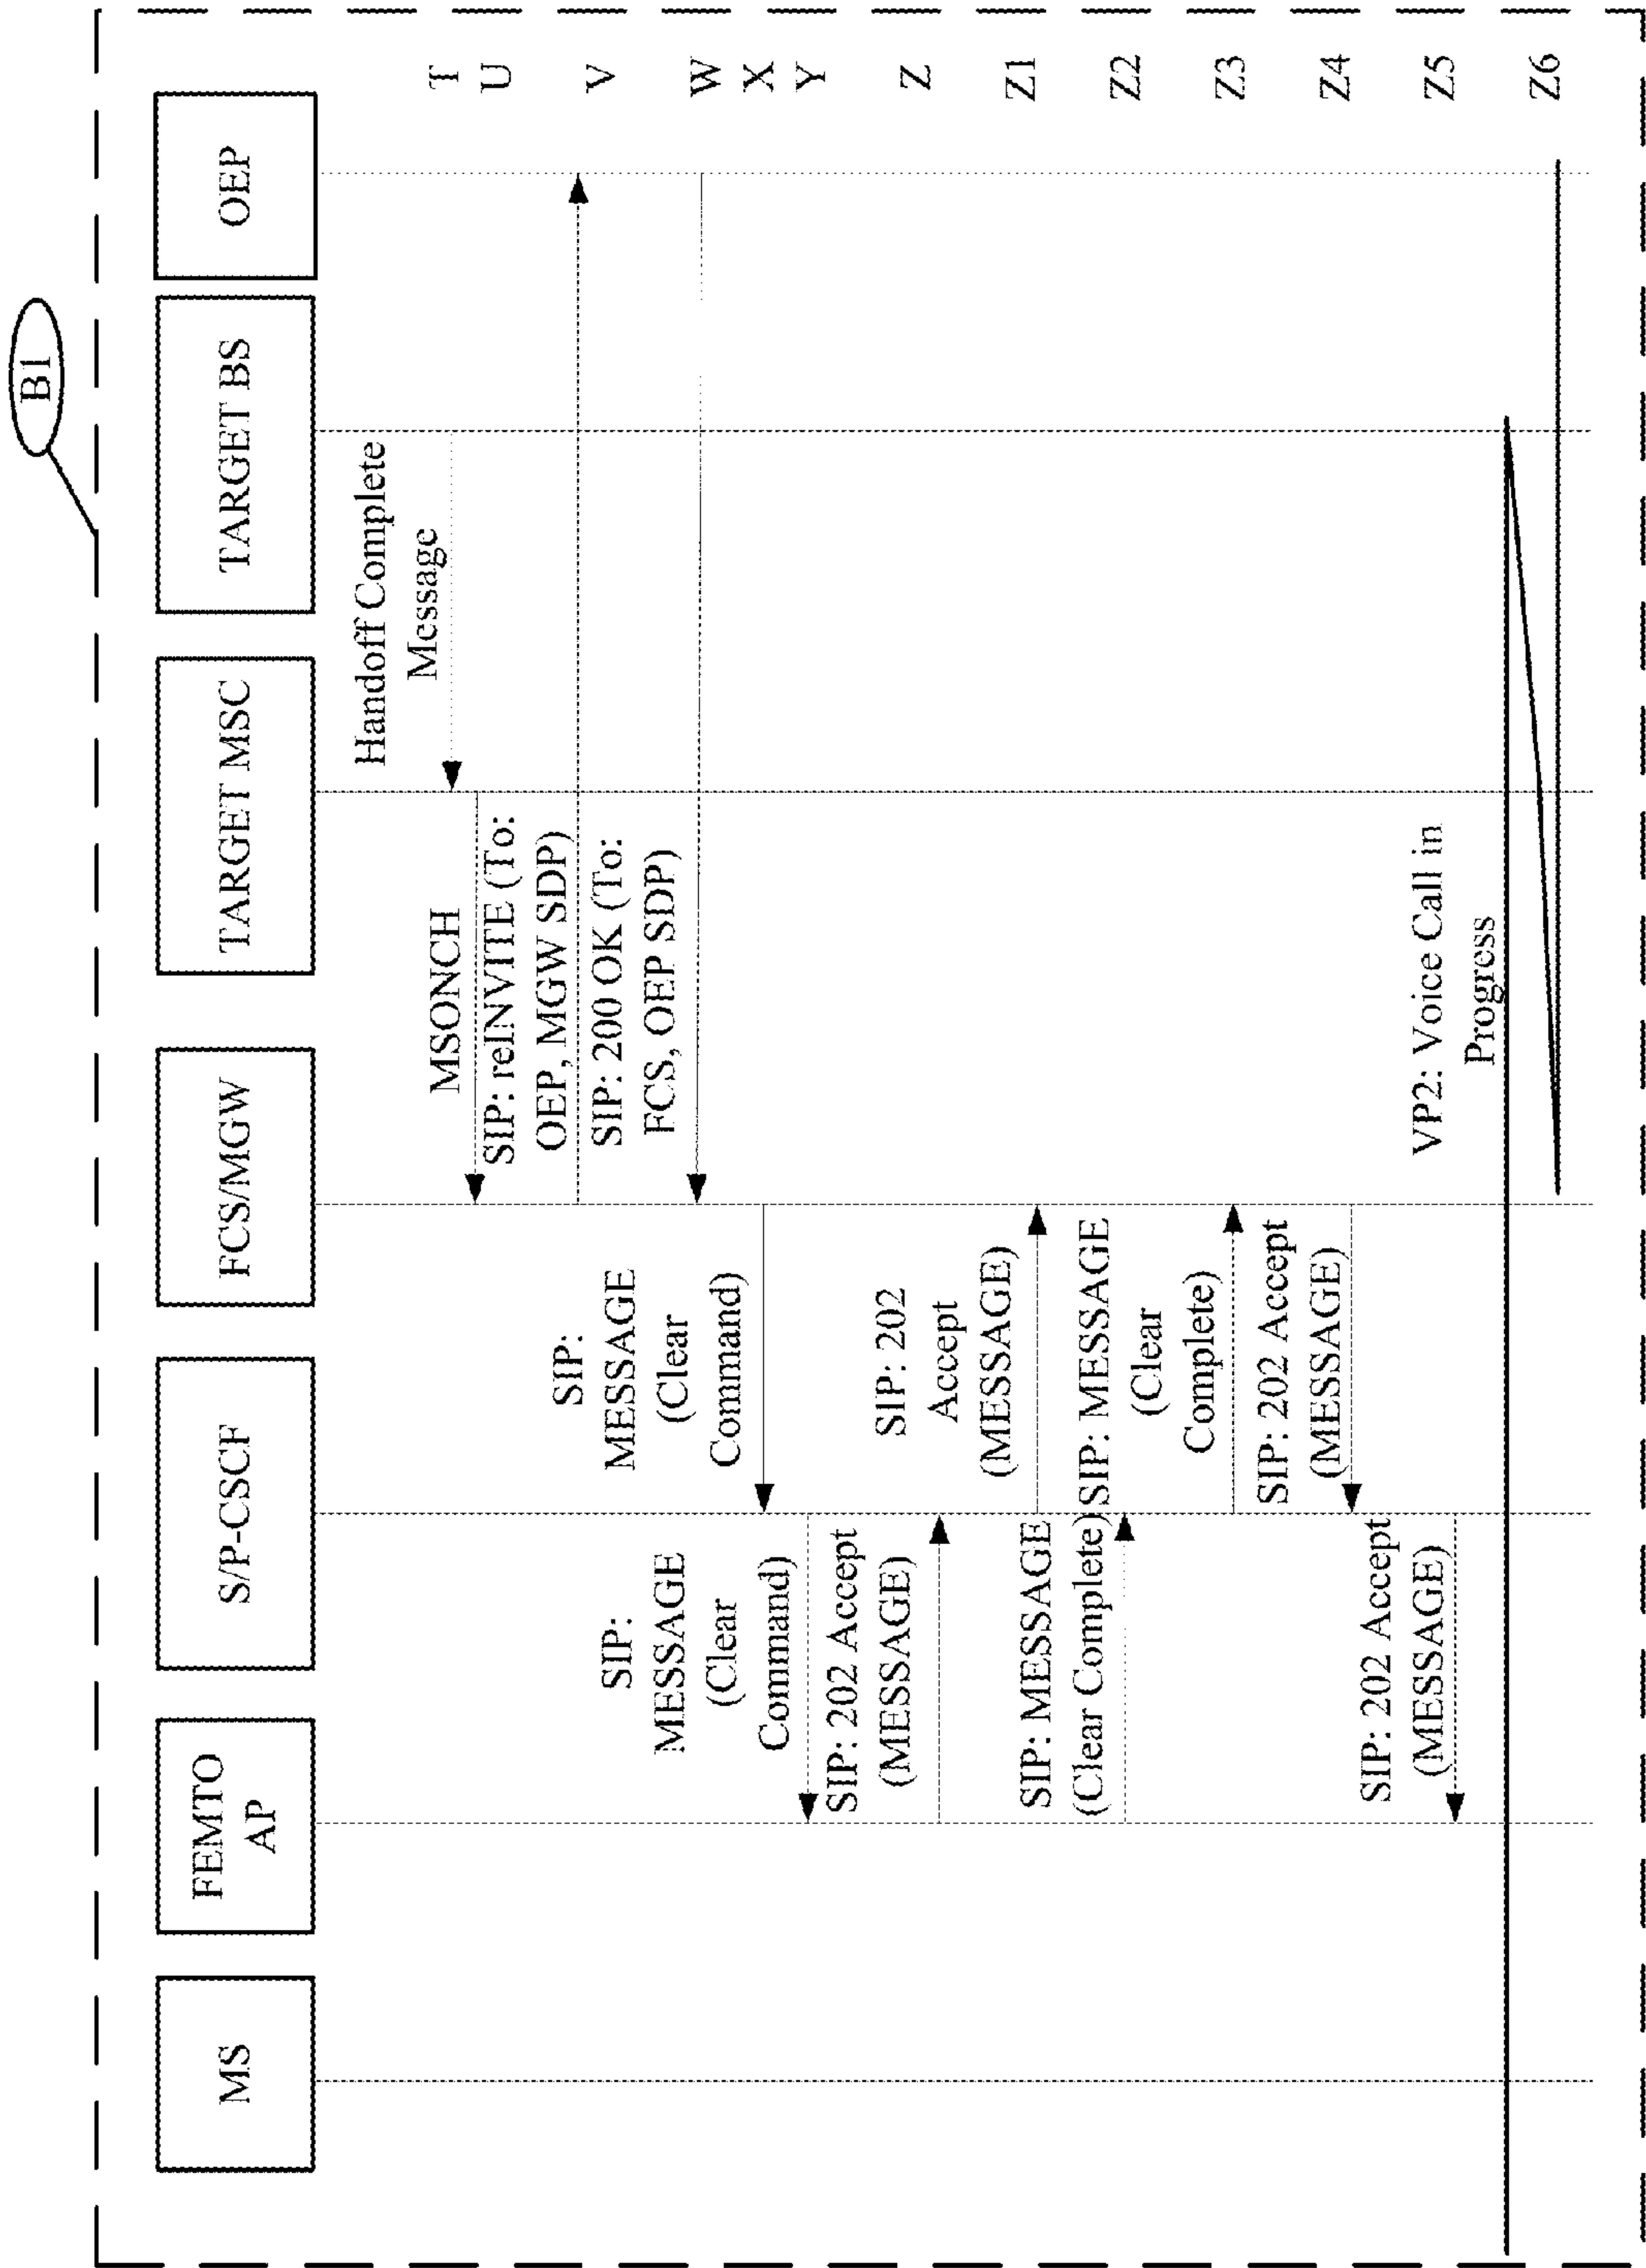 B1
MS
FEMTO
AP
S/P-CSCF
FCS/MGW
TARGET MSC
TARGET BS
OEP
Handoff Complete
Message
T
MSONCH
U
SIP: reINVITE (To:
OEP, MGW SDP)
V
SIP: 200 OK (To:
FCS, OEP SDP)
W
SIP:
MESSAGE
(Clear
Command)
X
SIP:
MESSAGE
(Clear
Command)
Y
SIP: 202 Accept
(MESSAGE)
Z
SIP: 202
Accept
(MESSAGE)
Z1
SIP: MESSAGE
(Clear Complete)
Z2
SIP: MESSAGE
(Clear
Complete)
Z3
SIP: 202 Accept
(MESSAGE)
Z4
SIP: 202 Accept
(MESSAGE)
Z5
VP2: Voice Call in
Progress
Z6